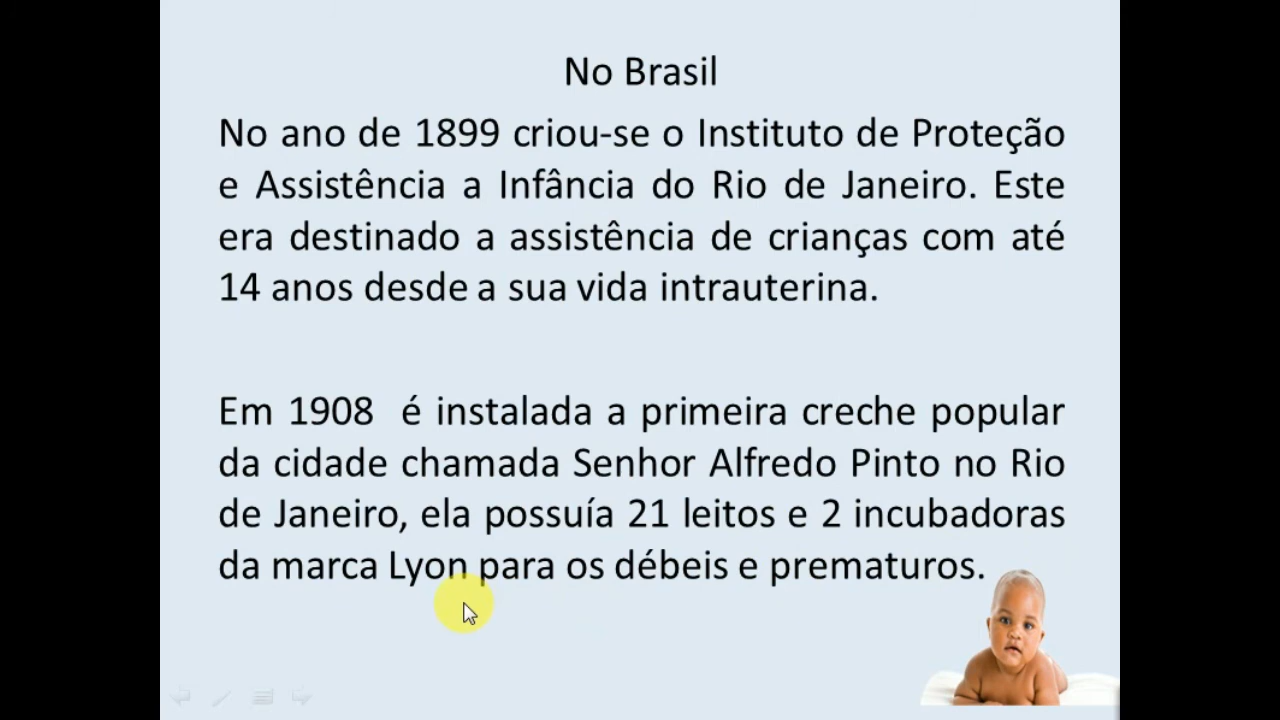 No Brasil
No ano de 1899 criou-se o Instituto de Proteção
e Assistência a Infância do Rio de Janeiro. Este
era destinado a assistência de crianças com até
14 anos desde a sua vida intrauterina.
Em 1908 é instalada a primeira creche popular
da cidade chamada Senhor Alfredo Pinto no Rio
de Janeiro, ela possuía 21 leitos e 2 incubadoras
da marca Lyon para os débeis e prematuros.